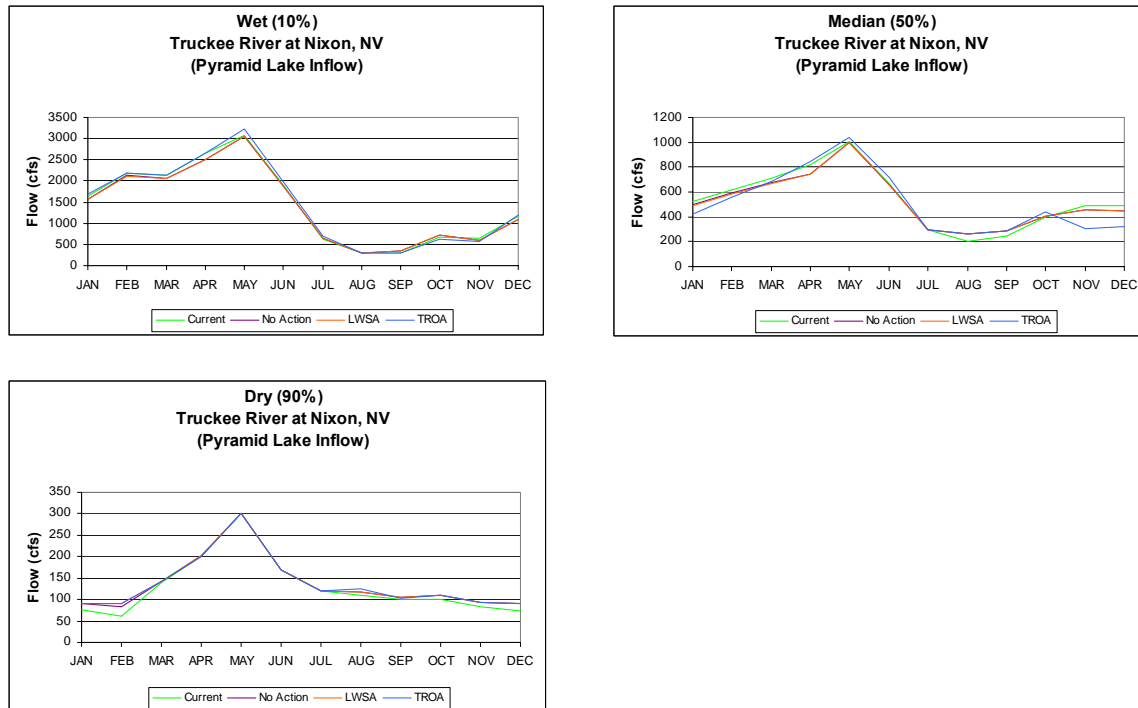 Wet (10%)
Truckee River at Nixon, NV
(Pyramid Lake Inflow)
Flow (cfs)
3500
3000
2500
2000
1500
1000
500
0
JAN FEB MAR APR MAY JUN JUL AUG SEP OCT NOV DEC
Current No Action LWSA TROA
Median (50%)
Truckee River at Nixon, NV
(Pyramid Lake Inflow)
Flow (cfs)
1200
1000
800
600
400
200
0
JAN FEB MAR APR MAY JUN JUL AUG SEP OCT NOV DEC
Current No Action LWSA TROA
Dry (90%)
Truckee River at Nixon, NV
(Pyramid Lake Inflow)
Flow (cfs)
350
300
250
200
150
100
50
0
JAN FEB MAR APR MAY JUN JUL AUG SEP OCT NOV DEC
Current No Action LWSA TROA